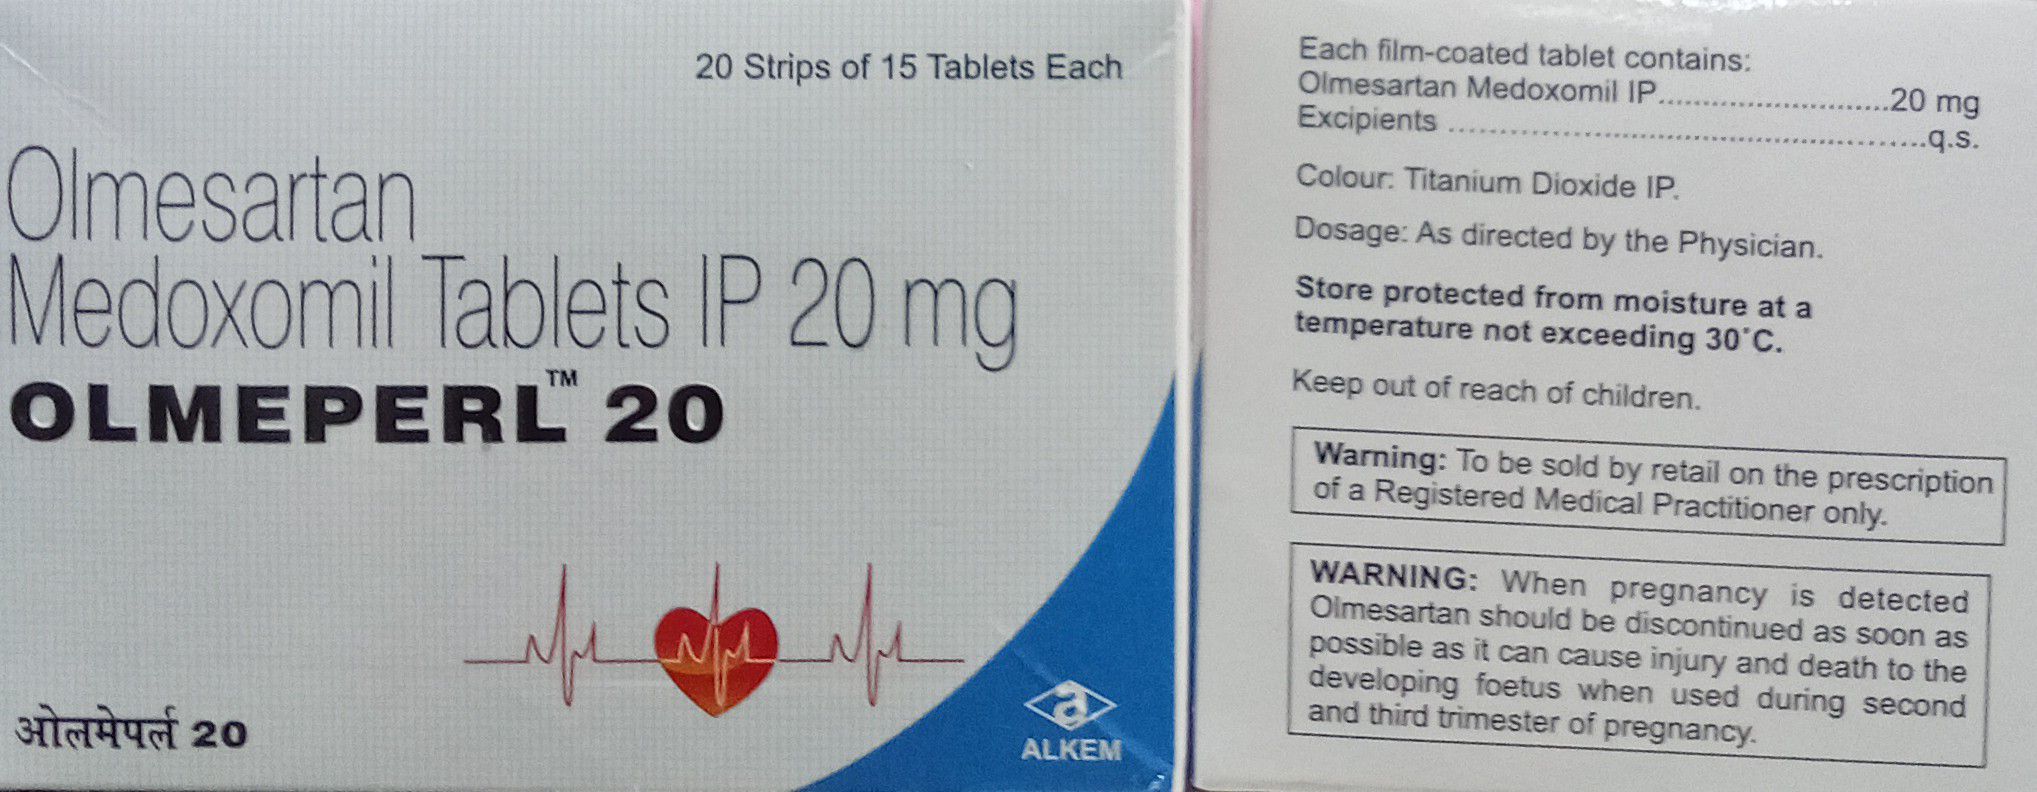 20 Strips of 15 Tablets Each
Olmesartan
Medoxomil Tablets IP 20 mg
OLMEPERL™ 20
ओलमेपर्ल 20
a
ALKEM
Each film-coated tablet contains:
Olmesartan Medoxomil IP..........................20 mg
Excipients ......................................................q.s.
Colour: Titanium Dioxide IP.
Dosage: As directed by the Physician.
Store protected from moisture at a
temperature not exceeding 30°C.
Keep out of reach of children.
Warning: To be sold by retail on the prescription
of a Registered Medical Practitioner only.
WARNING: When pregnancy is detected
Olmesartan should be discontinued as soon as
possible as it can cause injury and death to the
developing foetus when used during second
and third trimester of pregnancy.